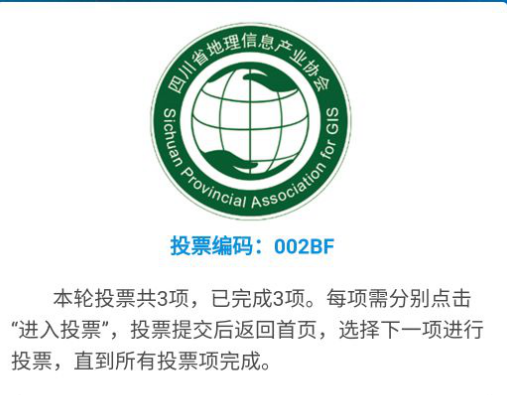 四川省地理信息产业协会
Sichuan Provincial Association for GIS
投票编码：002BF
本轮投票共3项，已完成3项。每项需分别点击
“进入投票”，投票提交后返回首页，选择下一项进行
投票，直到所有投票项完成。